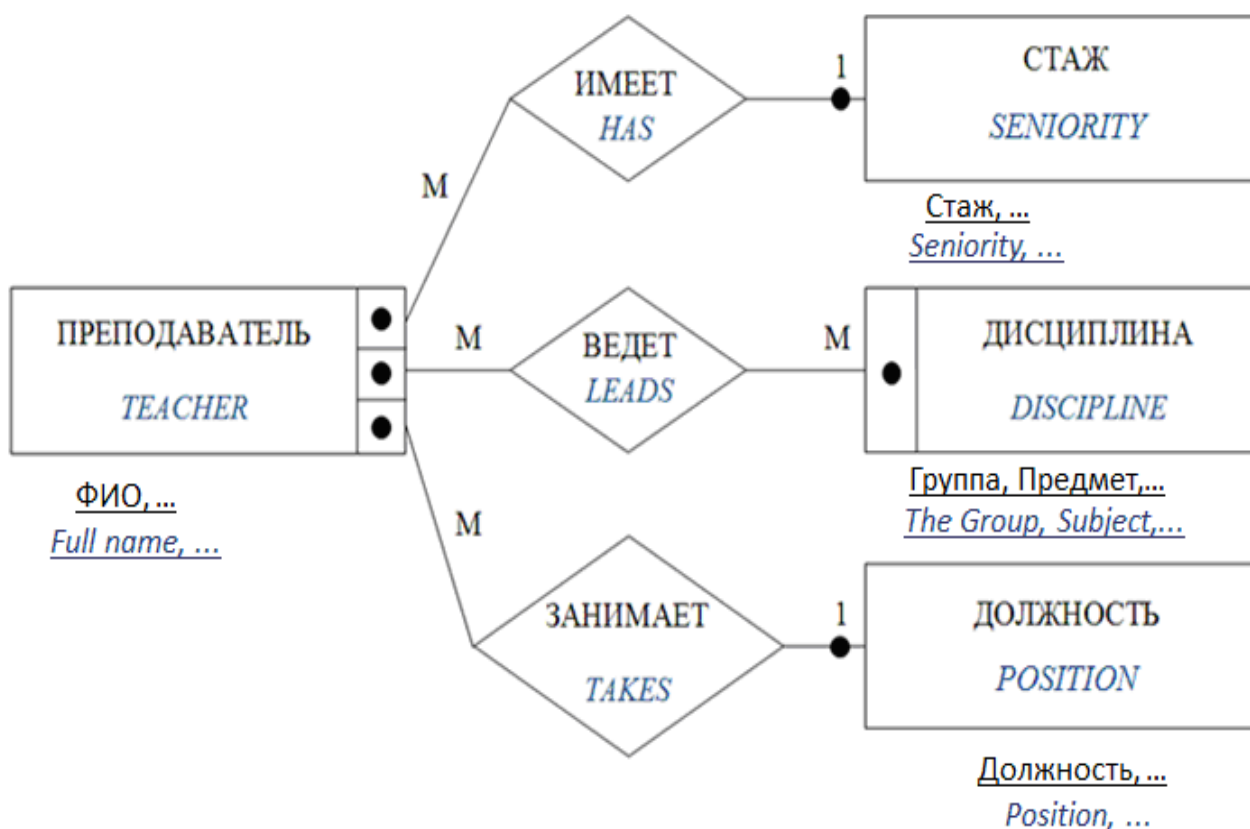 ИМЕЕТ
HAS
1
СТАЖ
SENIORITY
М
Стаж, ...
Seniority, ...
ПРЕПОДАВАТЕЛЬ
TEACHER
М
ВЕДЕТ
LEADS
М
ДИСЦИПЛИНА
DISCIPLINE
ФИО, ...
Full name, ...
Группа, Предмет,...
The Group, Subject,...
М
ЗАНИМАЕТ
TAKES
1
ДОЛЖНОСТЬ
POSITION
Должность, ...
Position, ...